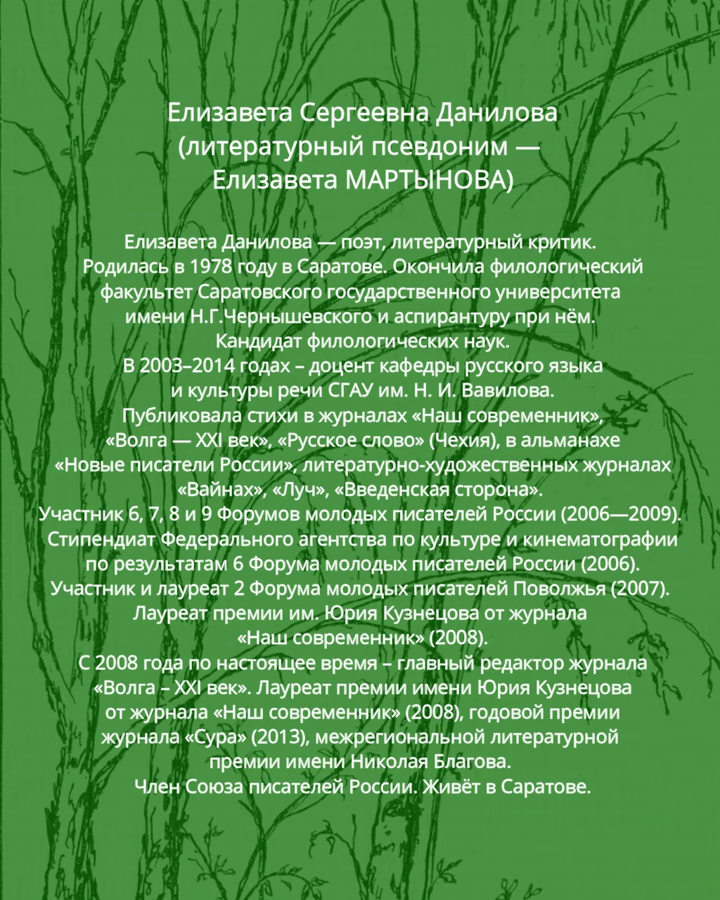 Елизавета Сергеевна Данилова
(литературный псевдоним —
Елизавета МАРТЫНОВА)
Елизавета Данилова — поэт, литературный критик.
Родилась в 1978 году в Саратове. Окончила филологический
факультет Саратовского государственного университета
имени Н.Г.Чернышевского и аспирантуру при нём.
Кандидат филологических наук.
В 2003–2014 годах – доцент кафедры русского языка
и культуры речи СГАУ им. Н. И. Вавилова.
Публиковала стихи в журналах «Наш современник»,
«Волга — XXI век», «Русское слово» (Чехия), в альманахе
«Новые писатели России», литературно-художественных журналах
«Вайнах», «Луч», «Введенская сторона».
Участник 6, 7, 8 и 9 Форумов молодых писателей России (2006—2009).
Стипендиат Федерального агентства по культуре и кинематографии
по результатам 6 Форума молодых писателей России (2006).
Участник и лауреат 2 Форума молодых писателей Поволжья (2007).
Лауреат премии им. Юрия Кузнецова от журнала
«Наш современник» (2008).
С 2008 года по настоящее время – главный редактор журнала
«Волга – XXI век». Лауреат премии имени Юрия Кузнецова
от журнала «Наш современник» (2008), годовой премии
журнала «Сура» (2013), межрегиональной литературной
премии имени Николая Благова.
Член Союза писателей России. Живёт в Саратове.